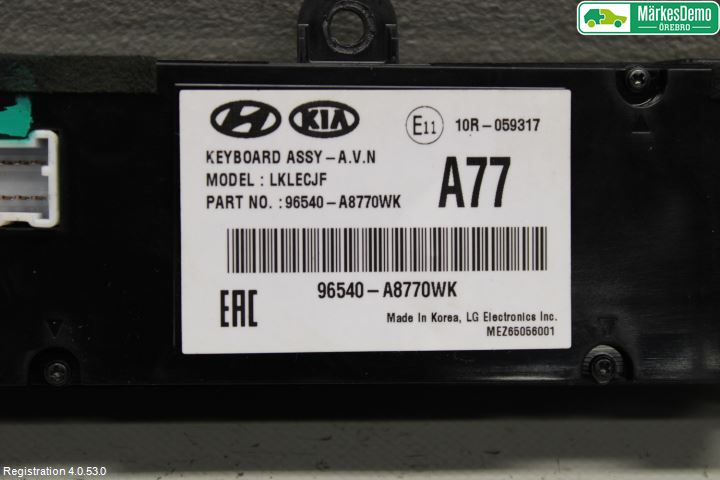 MärkesDemo
ÖREBRO
KIA
E11 10R-059317
KEYBOARD ASSY-A.V.N
MODEL : LKLECJF
PART NO. :96540-A8770WK
A77
96540-A8770WK
EAC
Made In Korea, LG Electronics Inc.
MEZ65056001
Registration 4.0.53.0